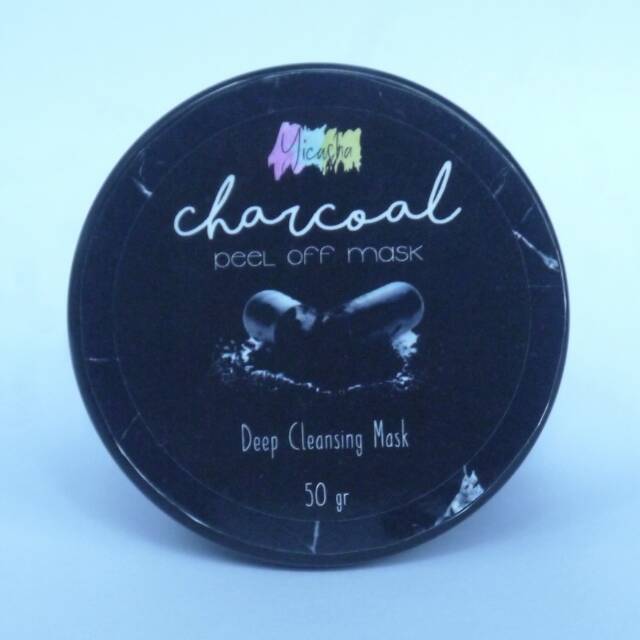 Yicasha
charcoal
peel off mask
Deep Cleansing Mask
50 gr